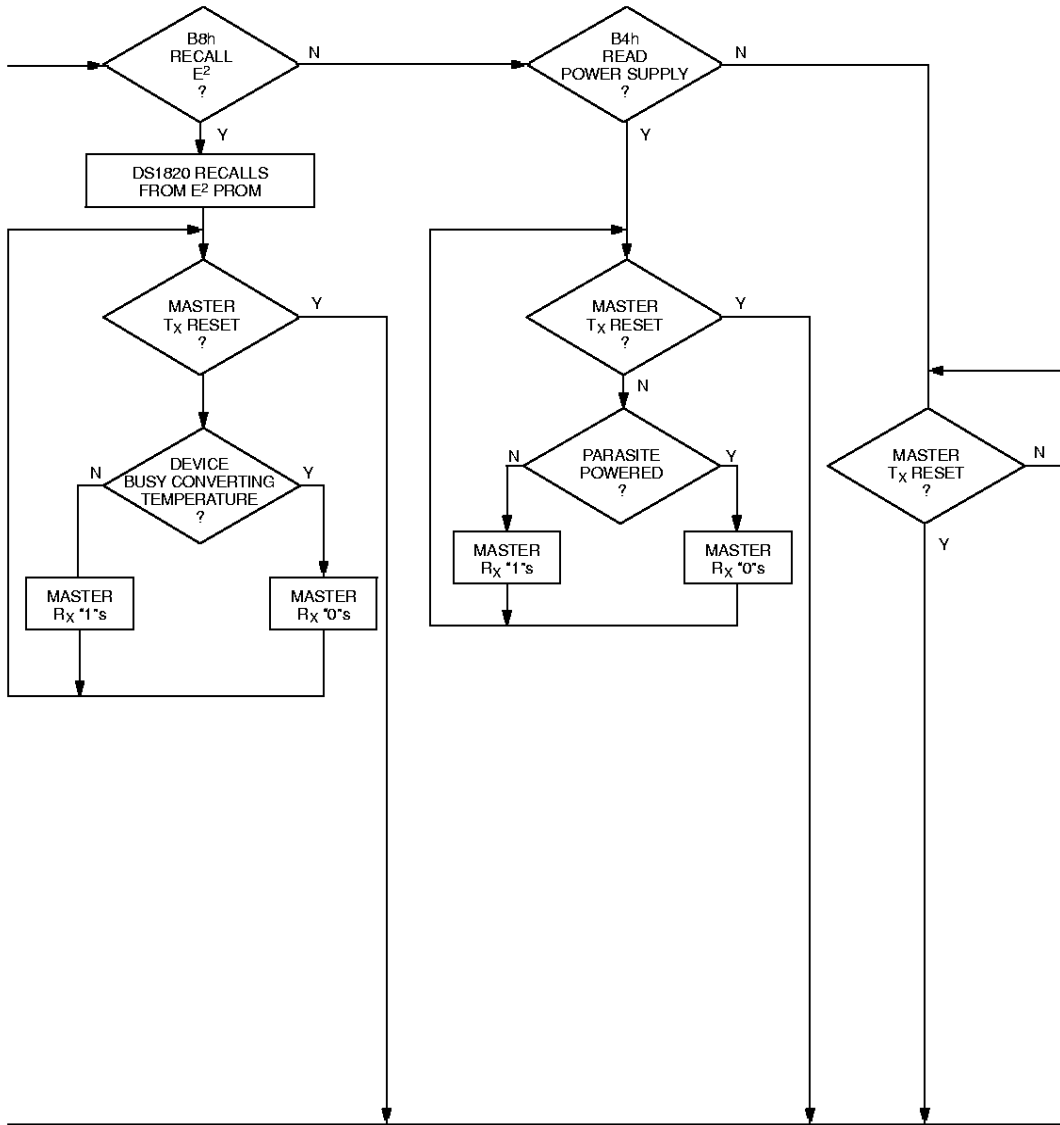 B8h
RECALL
E²
?
N
Y
B4h
READ
POWER SUPPLY
?
N
Y
DS1820 RECALLS
FROM E² PROM
MASTER
TX RESET
?
Y
MASTER
TX RESET
?
Y
N
DEVICE
BUSY CONVERTING
TEMPERATURE
?
N
Y
PARASITE
POWERED
?
N
Y
MASTER
TX RESET
?
N
Y
MASTER
RX "1"s
MASTER
RX "0"s
MASTER
RX "1"s
MASTER
RX "0"s